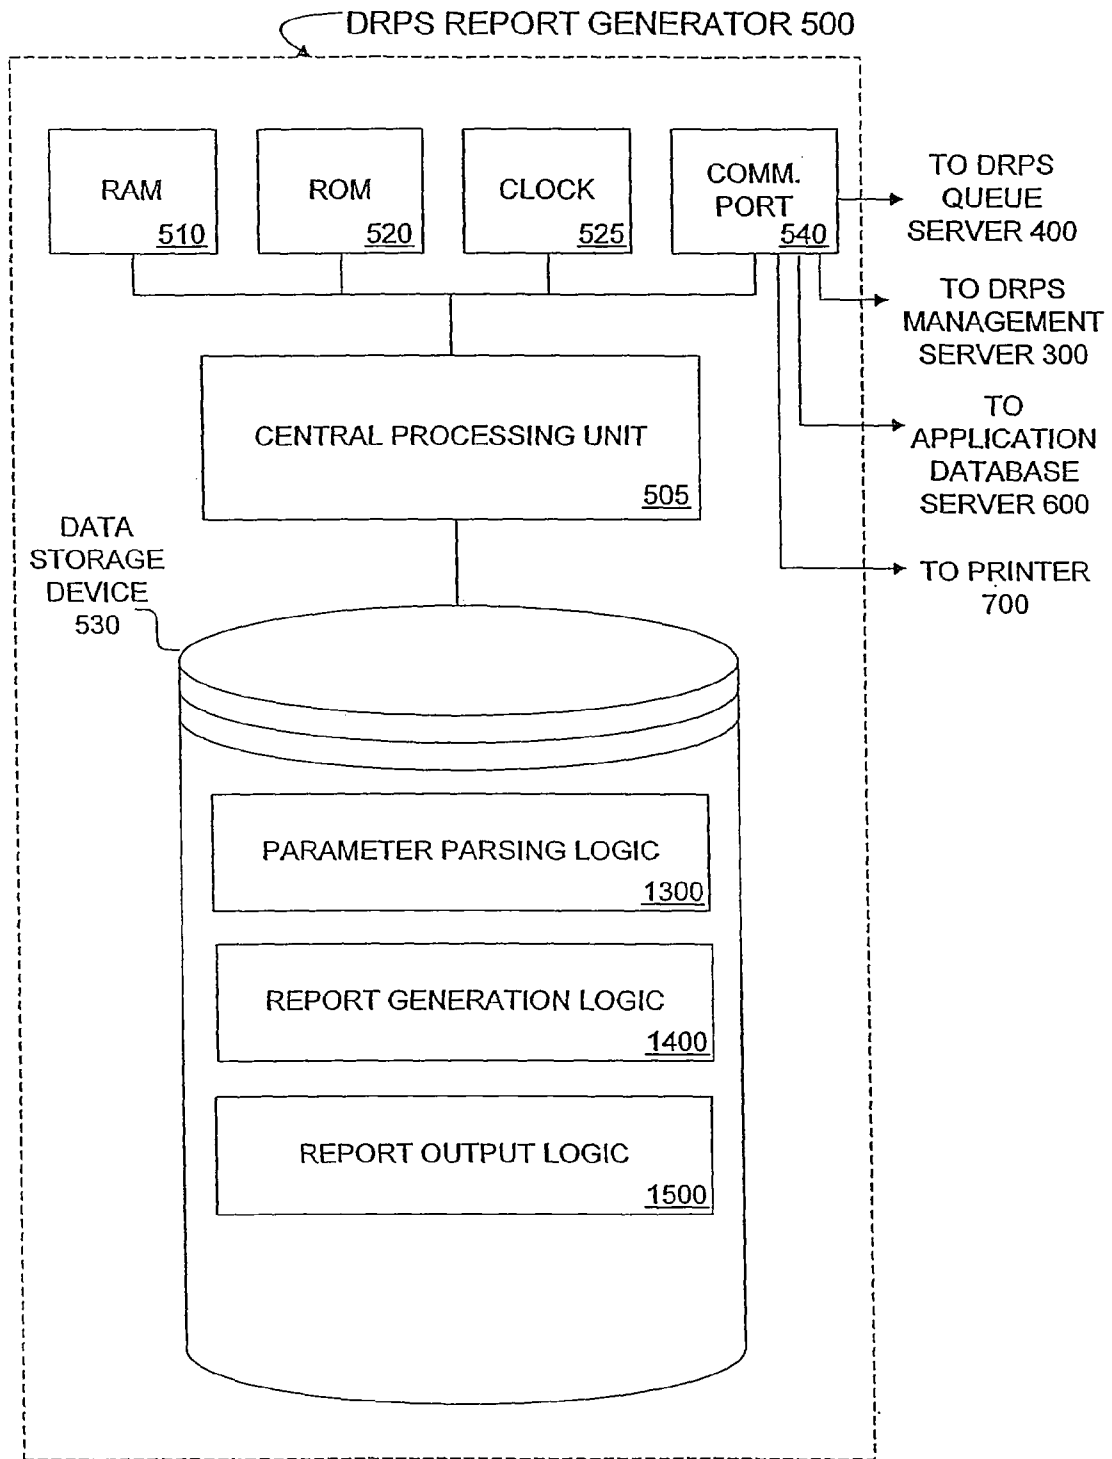 DRPS REPORT GENERATOR 500
RAM
510
ROM
520
CLOCK
525
COMM.
PORT
540
TO DRPS
QUEUE
SERVER 400
TO DRPS
MANAGEMENT
SERVER 300
TO
APPLICATION
DATABASE
SERVER 600
TO PRINTER
700
CENTRAL PROCESSING UNIT
505
DATA
STORAGE
DEVICE
530
PARAMETER PARSING LOGIC
1300
REPORT GENERATION LOGIC
1400
REPORT OUTPUT LOGIC
1500